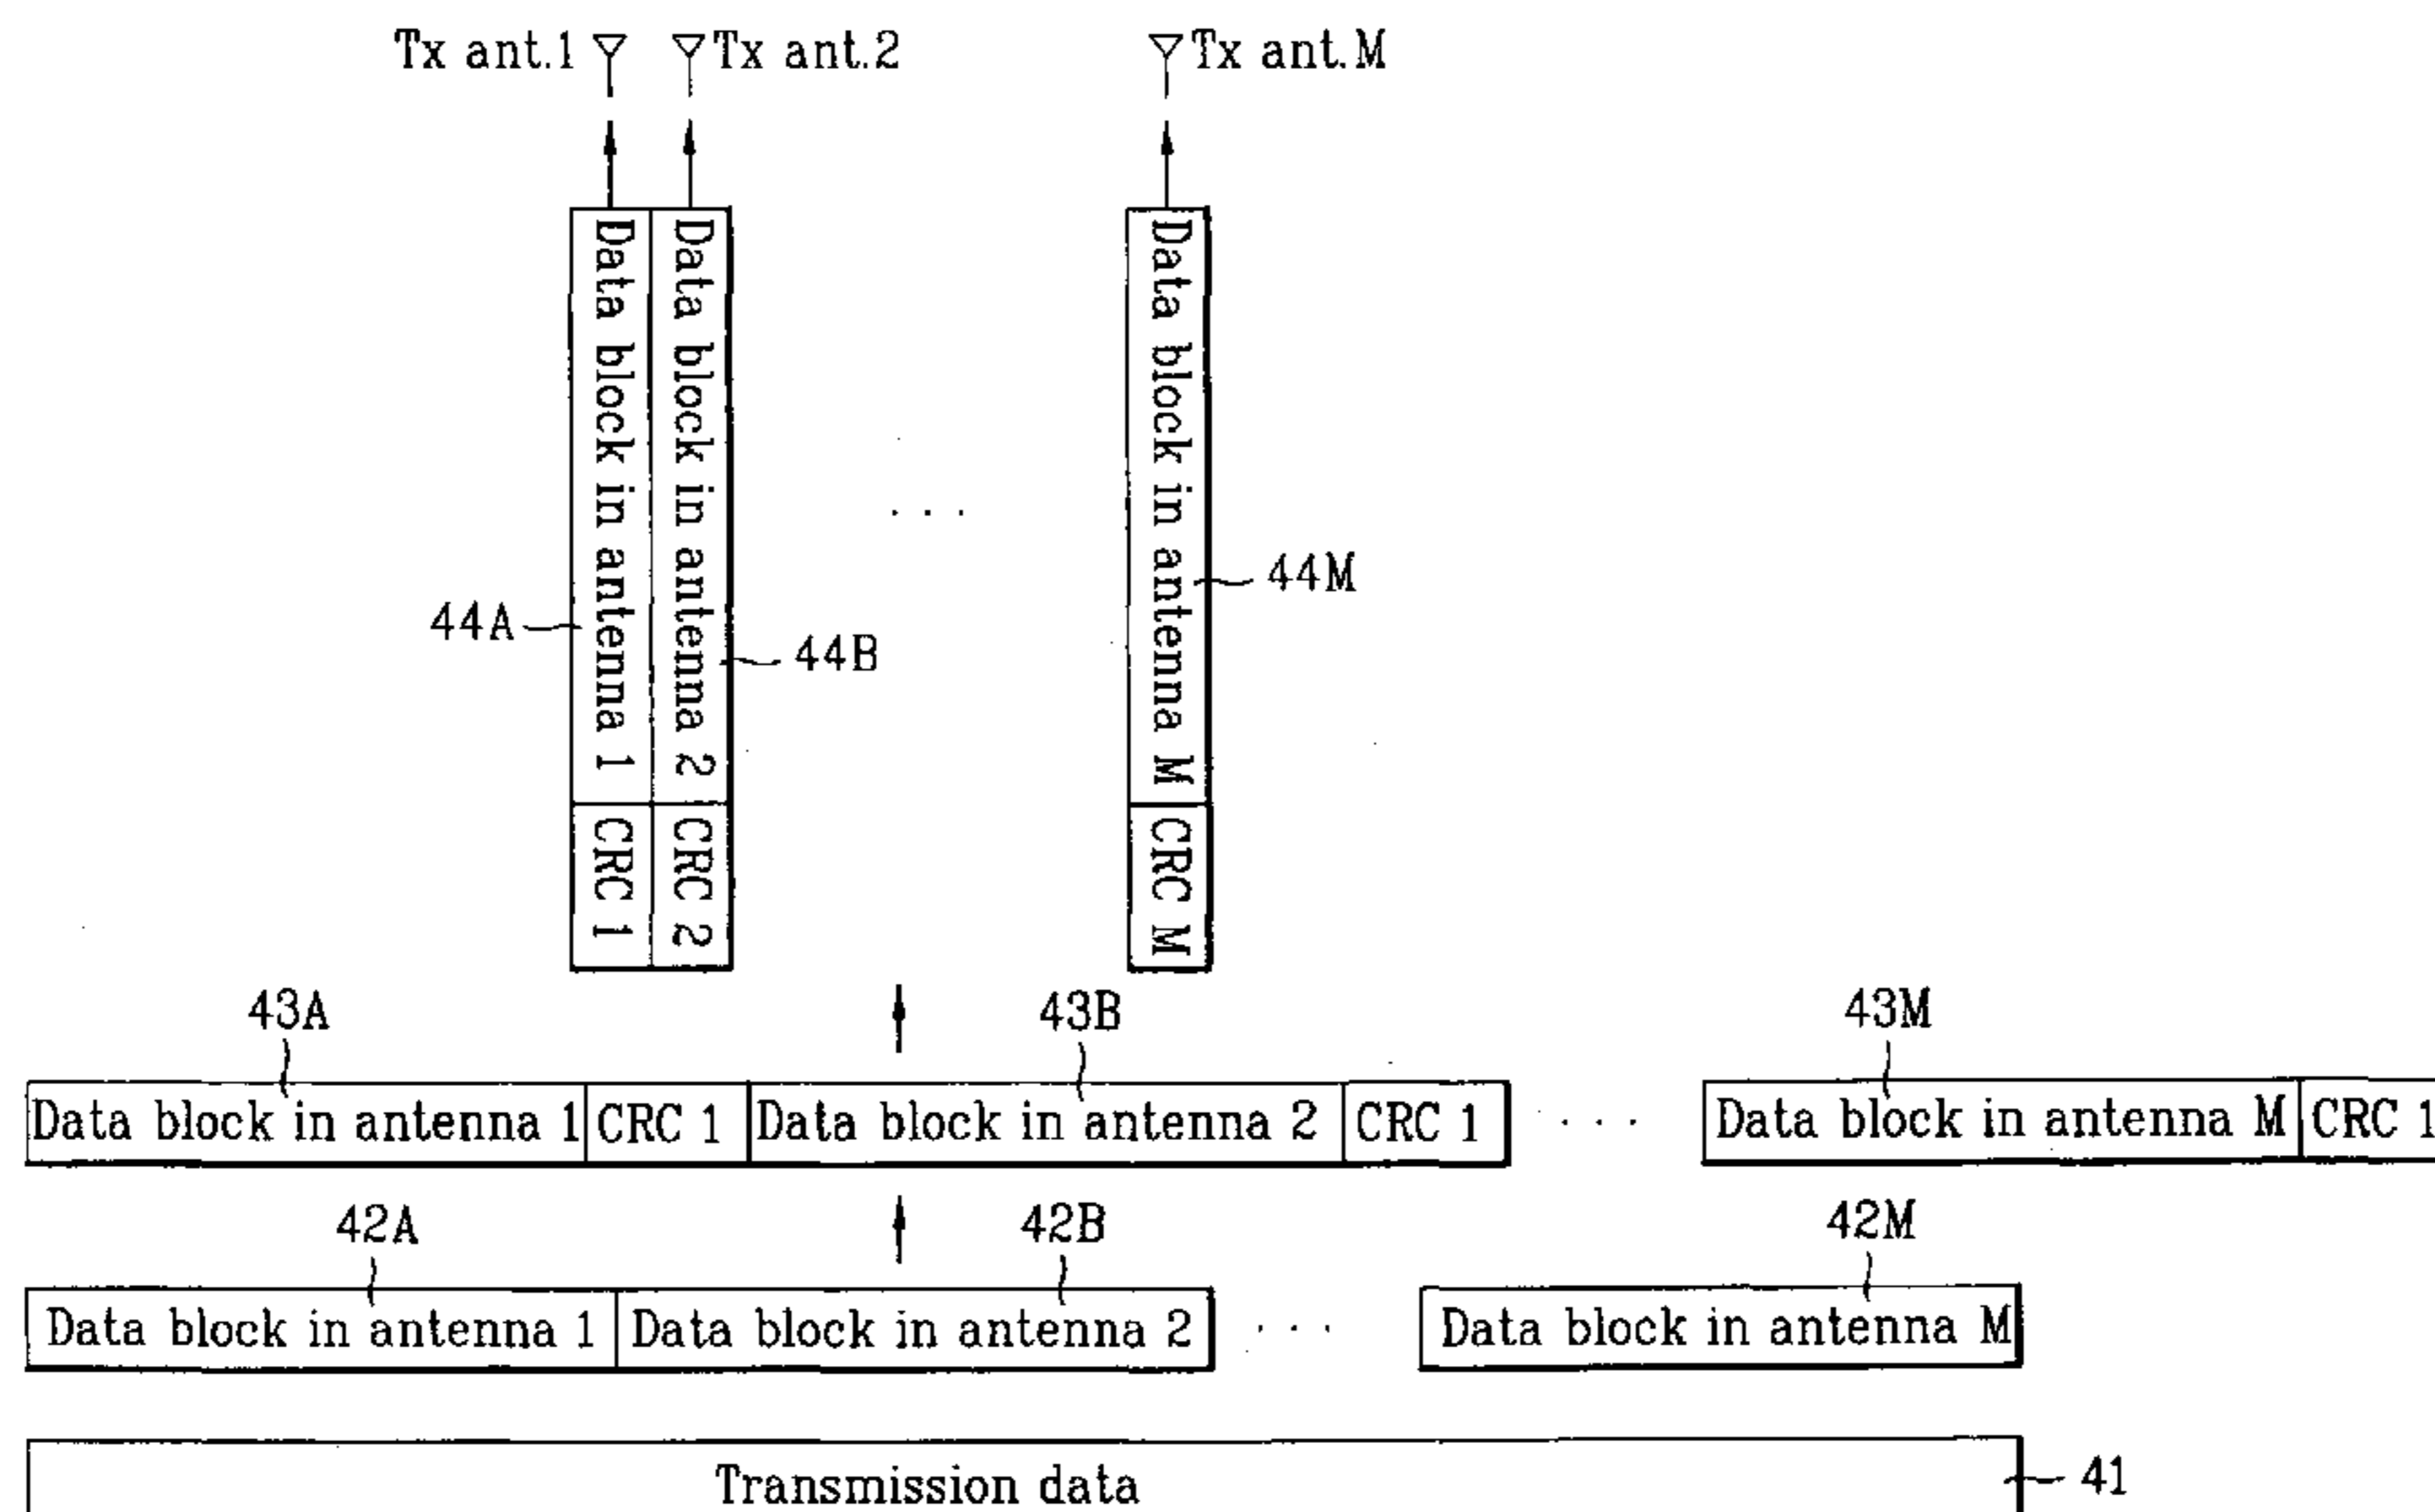 Tx ant.1 Tx ant.2 Tx ant.M
Data block in antenna 1 CRC 1
Data block in antenna 2 CRC 2
. . .
Data block in antenna M CRC M
44A
44B
44M
43A 43B 43M
Data block in antenna 1 CRC 1 Data block in antenna 2 CRC 1 . . . Data block in antenna M CRC 1
42A 42B 42M
Data block in antenna 1 Data block in antenna 2 . . . Data block in antenna M
Transmission data 41